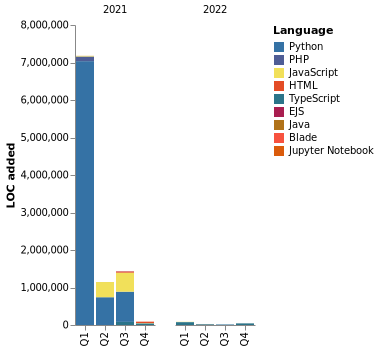 2021
2022
LOC added
8,000,000
7,000,000
6,000,000
5,000,000
4,000,000
3,000,000
2,000,000
1,000,000
0
Q1
Q2
Q3
Q4
Q1
Q2
Q3
Q4
Language
Python
PHP
JavaScript
HTML
TypeScript
EJS
Java
Blade
Jupyter Notebook